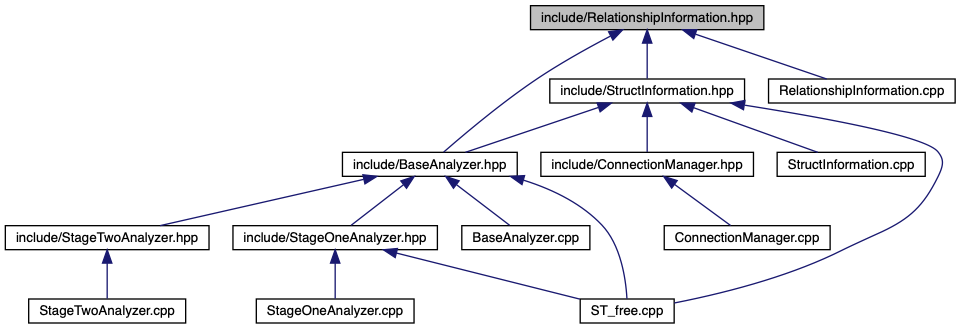 include/RelationshipInformation.hpp
include/StructInformation.hpp
RelationshipInformation.cpp
include/BaseAnalyzer.hpp
include/ConnectionManager.hpp
StructInformation.cpp
include/StageTwoAnalyzer.hpp
include/StageOneAnalyzer.hpp
BaseAnalyzer.cpp
ConnectionManager.cpp
StageTwoAnalyzer.cpp
StageOneAnalyzer.cpp
ST_free.cpp